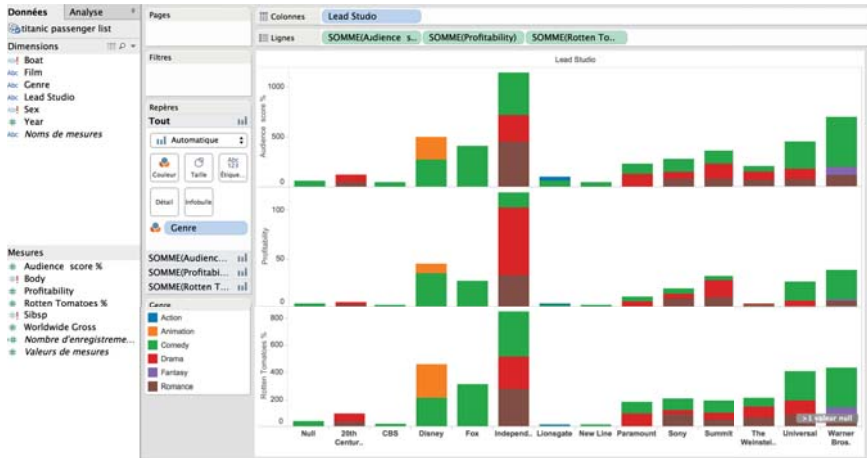 Données Analyse
titanic passenger list
Dimensions
Boat
Abc Film
Abc Genre
Abc Lead Studio
Sex
Year
Abc Noms de mesures
Mesures
Audience score %
Body
Profitability
Rotten Tomatoes %
Sibsp
Worldwide Gross
Nombre d'enregistreme...
Valeurs de mesures
Pages
Filtres
Repères
Tout
Automatique
Couleur Taille Étique...
Détail Infobulle
Genre
SOMME(Audienc...
SOMME(Profitabi...
SOMME(Rotten T...
Genre
Action
Animation
Comedy
Drama
Fantasy
Romance
Colonnes Lead Studo
Lignes SOMME(Audience s.. SOMME(Profitability) SOMME(Rotten To..
Lead Studio
Audience score %
1000
500
0
Profitability
100
50
0
Rotten Tomatoes %
800
600
400
200
0
>1 valeur null
Null 20th Centur.. CBS Disney Fox Independ.. Lionsgate New Line Paramount Sony Summit The Weinstei.. Universal Warner Bros.